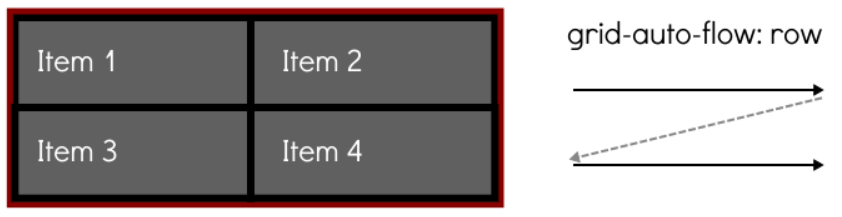 Item 1
Item 2
Item 3
Item 4
grid-auto-flow: row